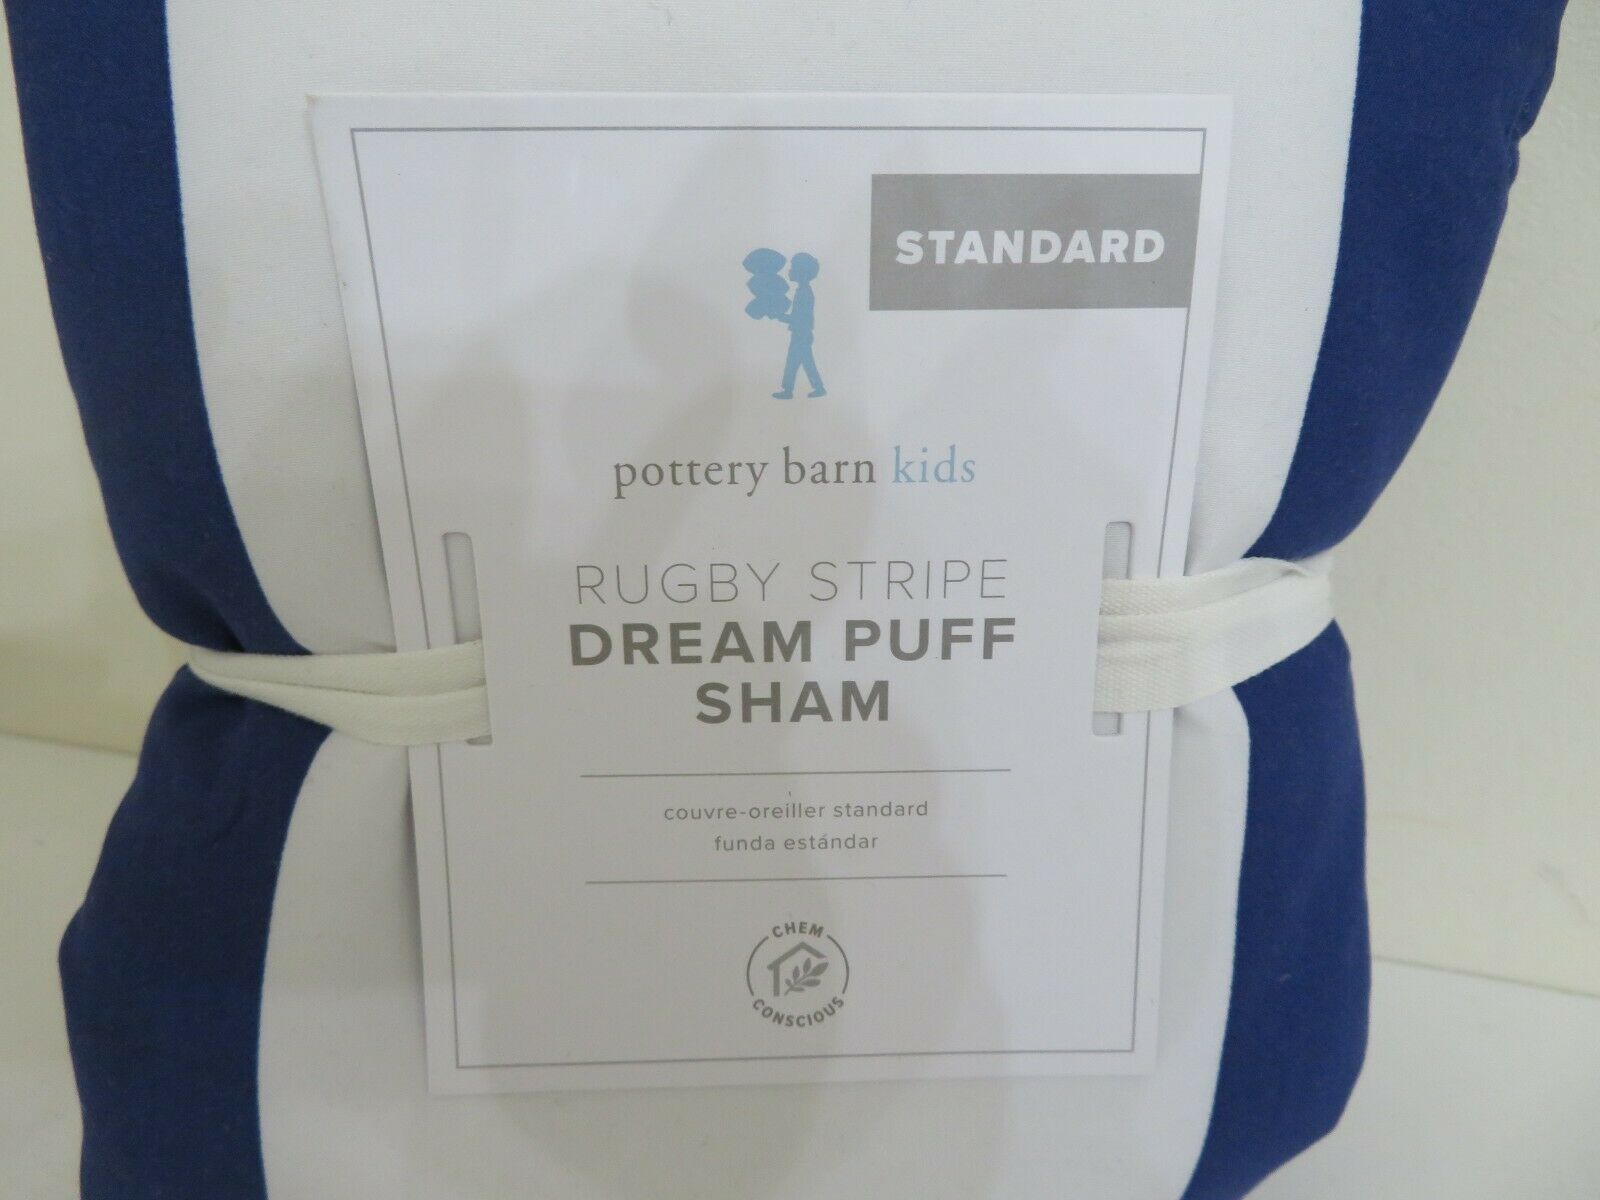 STANDARD
pottery barn kids
RUGBY STRIPE
DREAM PUFF
SHAM
couvre-oreiller standard
funda estándar
CHEM
CONSCIOUS